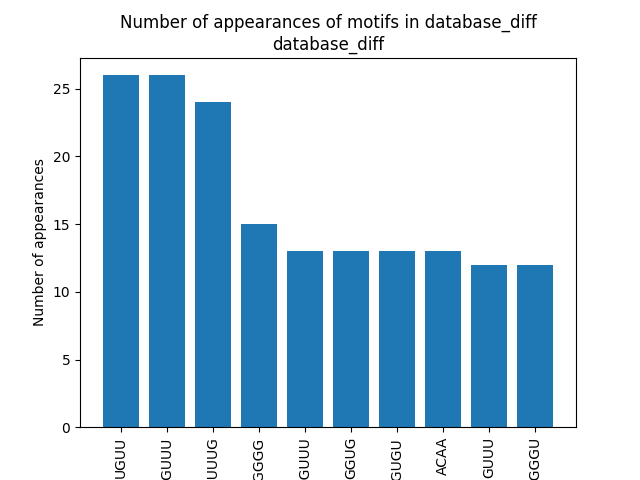 Number of appearances of motifs in database_diff
database_diff
Number of appearances
25
20
15
10
5
0
UGUU
GUUU
UUUG
GGGG
GUUU
GGUG
GUGU
ACAA
GUUU
GGGU